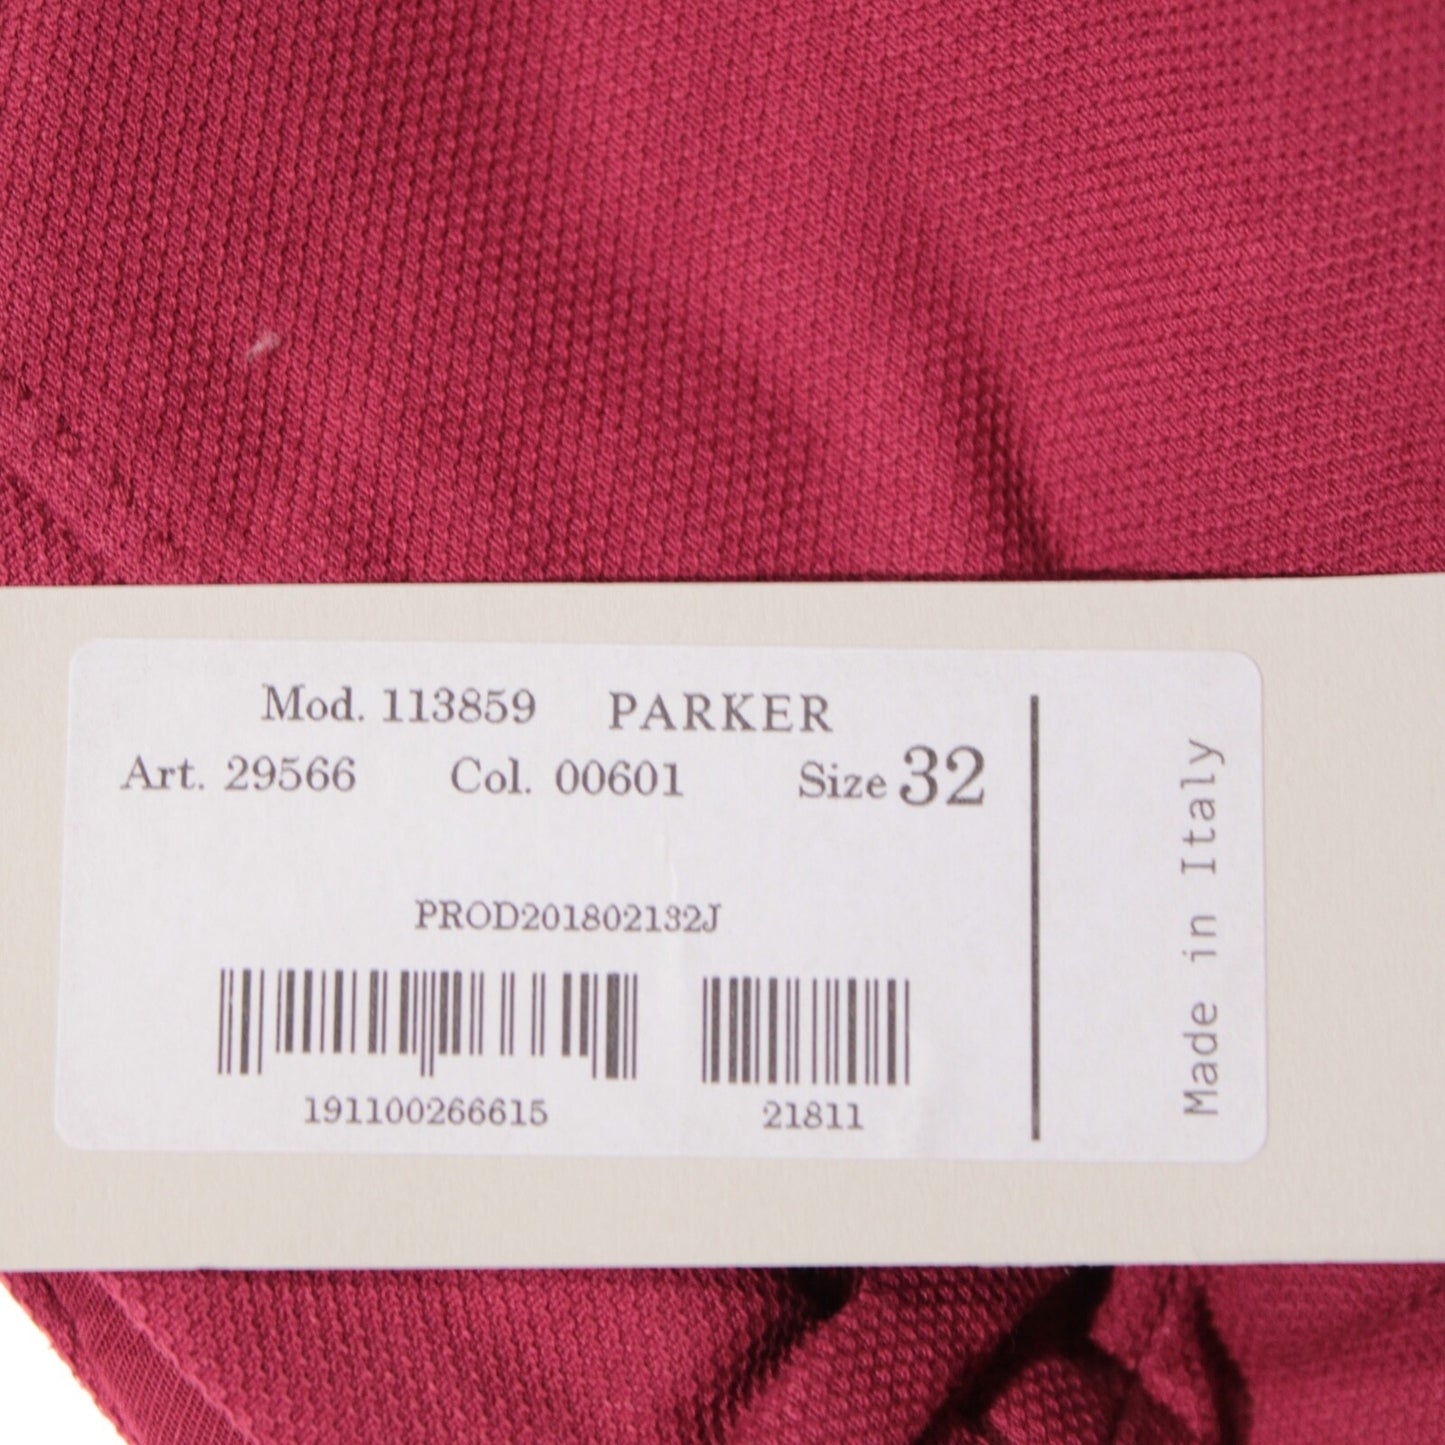 Mod. 113859 PARKER
Art. 29566 Col. 00601 Size 32
PROD201802132J
191100266615 21811
Made in Italy